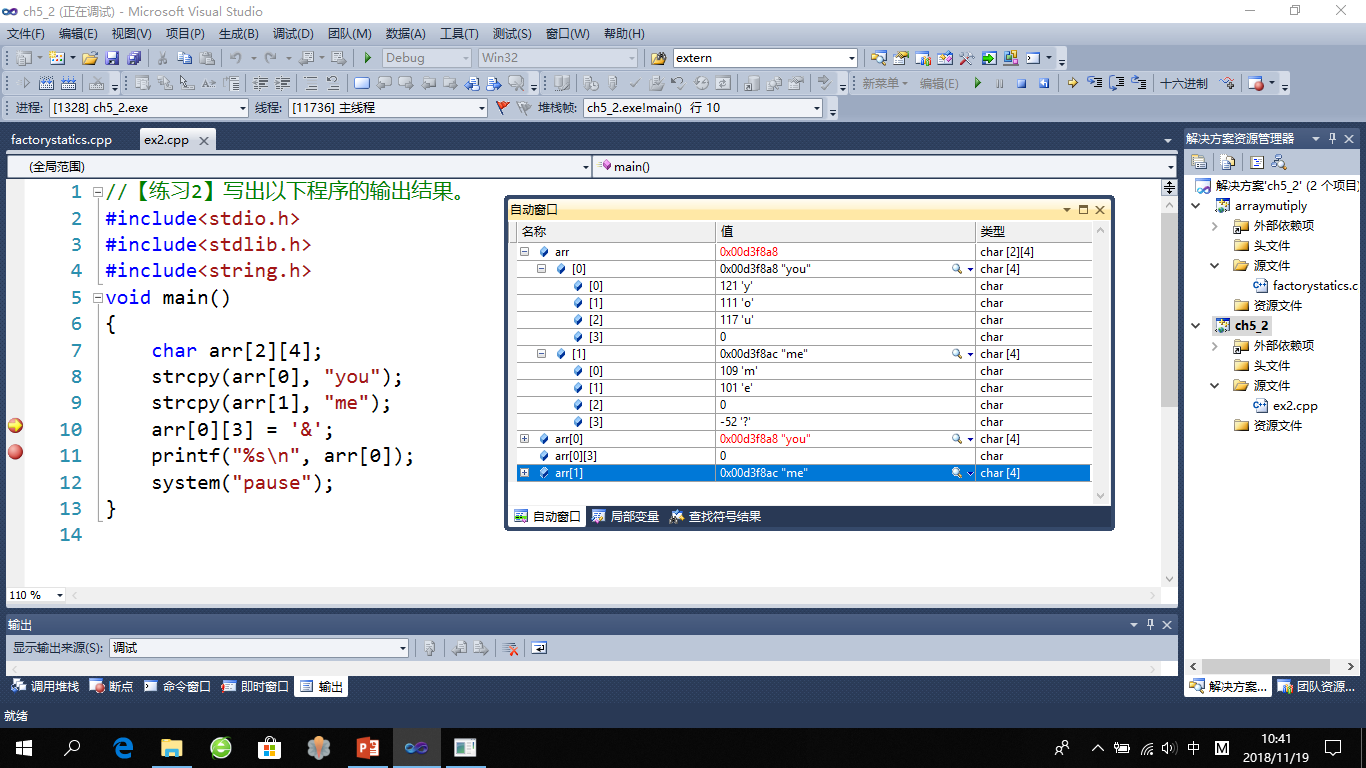 ch5_2 (正在调试) - Microsoft Visual Studio
文件(F) 编辑(E) 视图(V) 项目(P) 生成(B) 调试(D) 团队(M) 数据(A) 工具(T) 测试(S) 窗口(W) 帮助(H)
Debug Win32 extern
新菜单 编辑(E) 十六进制
进程: [1328] ch5_2.exe 线程: [11736] 主线程 堆栈帧: ch5_2.exe!main() 行 10
factorystatics.cpp ex2.cpp
(全局范围) main()
1 //【练习2】写出以下程序的输出结果。
2 #include<stdio.h>
3 #include<stdlib.h>
4 #include<string.h>
5 void main()
6 {
7 char arr[2][4];
8 strcpy(arr[0], "you");
9 strcpy(arr[1], "me");
10 arr[0][3] = '&';
11 printf("%s\n", arr[0]);
12 system("pause");
13 }
14
110 %
自动窗口
名称 值 类型
arr 0x00d3f8a8 char [2][4]
[0] 0x00d3f8a8 "you" char [4]
[0] 121 'y' char
[1] 111 'o' char
[2] 117 'u' char
[3] 0 char
[1] 0x00d3f8ac "me" char [4]
[0] 109 'm' char
[1] 101 'e' char
[2] 0 char
[3] -52 '?' char
arr[0] 0x00d3f8a8 "you" char [4]
arr[0][3] 0 char
arr[1] 0x00d3f8ac "me" char [4]
自动窗口 局部变量 查找符号结果
解决方案资源管理器
解决方案'ch5_2' (2 个项目)
arraymutiply
外部依赖项
头文件
源文件
factorystatics.c
资源文件
ch5_2
外部依赖项
头文件
源文件
ex2.cpp
资源文件
解决方案... 团队资源...
输出
显示输出来源(S): 调试
调用堆栈 断点 命令窗口 即时窗口 输出
就绪
中 M 10:41
2018/11/19